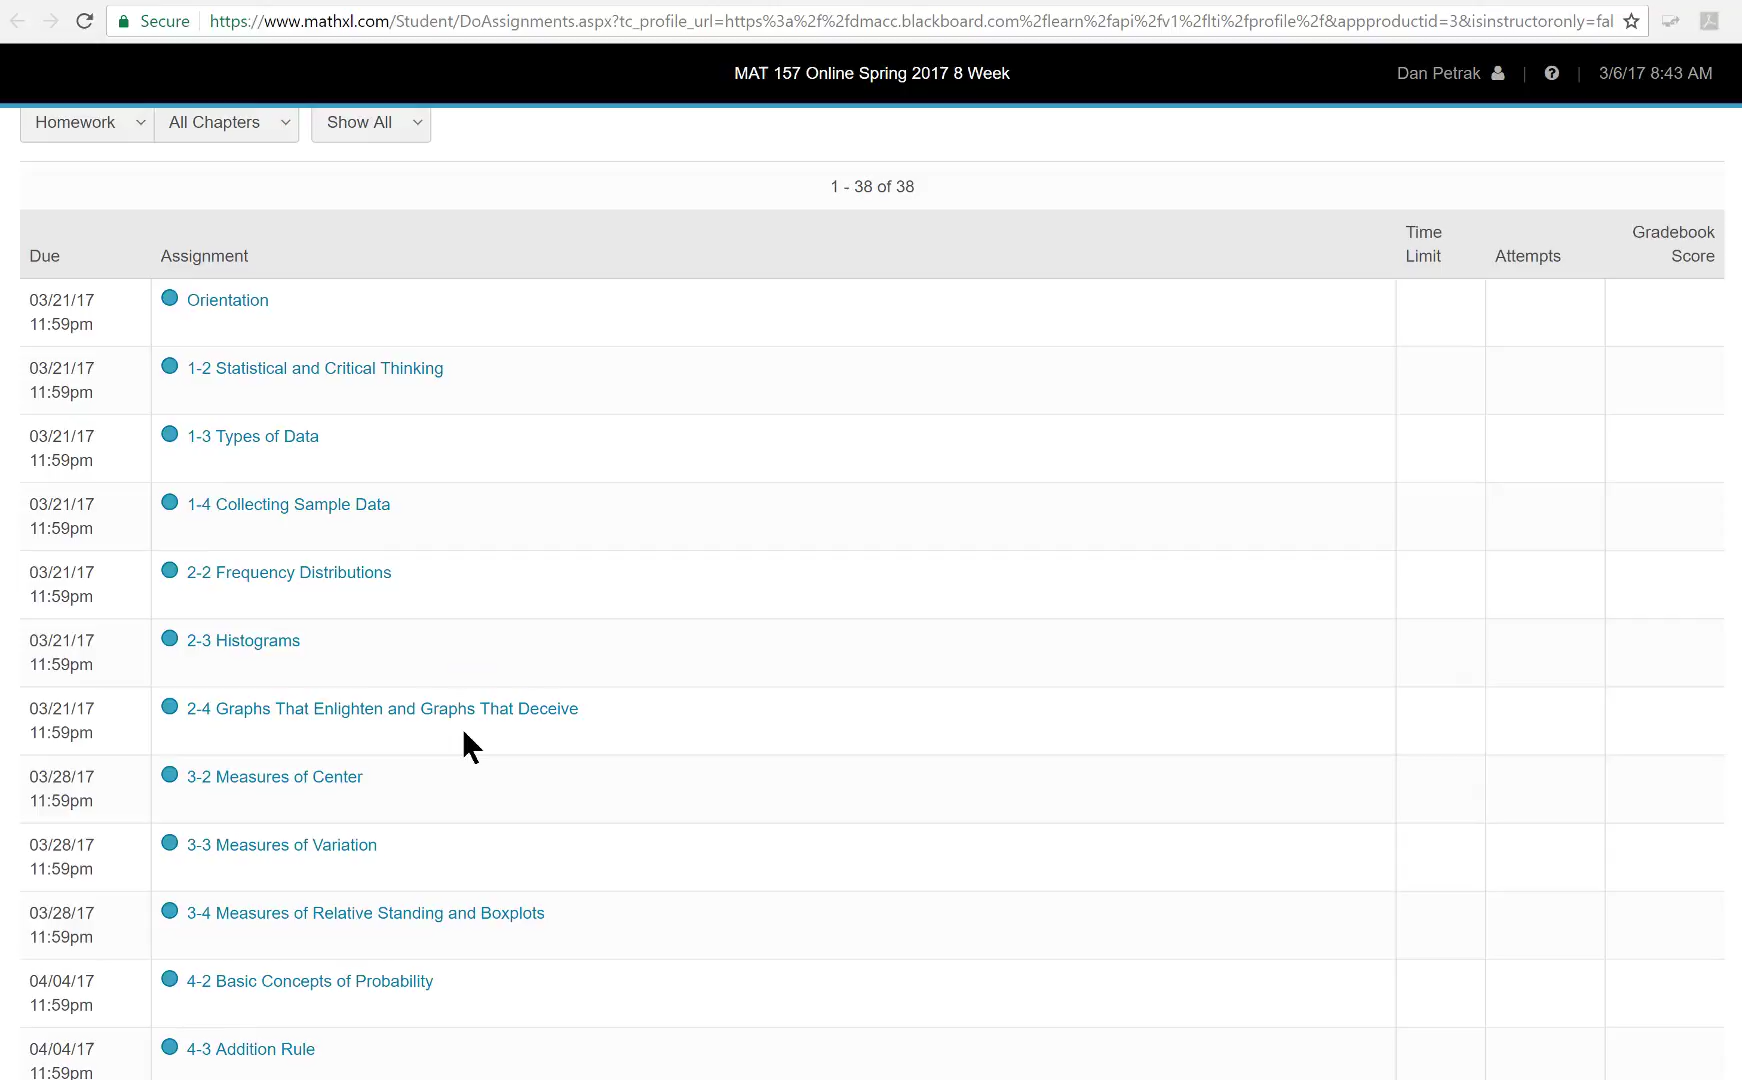 Secure https://www.mathxl.com/Student/DoAssignments.aspx?tc_profile_url=https%3a%2f%2fdmacc.blackboard.com%2flearn%2fapi%2fv1%2flti%2fprofile%2f&appproductid=3&isinstructoronly=fal
MAT 157 Online Spring 2017 8 Week
Dan Petrak | ? | 3/6/17 8:43 AM
Homework All Chapters Show All
1 - 38 of 38
Due Assignment Time Limit Attempts Gradebook Score
03/21/17 Orientation
11:59pm
03/21/17 1-2 Statistical and Critical Thinking
11:59pm
03/21/17 1-3 Types of Data
11:59pm
03/21/17 1-4 Collecting Sample Data
11:59pm
03/21/17 2-2 Frequency Distributions
11:59pm
03/21/17 2-3 Histograms
11:59pm
03/21/17 2-4 Graphs That Enlighten and Graphs That Deceive
11:59pm
03/28/17 3-2 Measures of Center
11:59pm
03/28/17 3-3 Measures of Variation
11:59pm
03/28/17 3-4 Measures of Relative Standing and Boxplots
11:59pm
04/04/17 4-2 Basic Concepts of Probability
11:59pm
04/04/17 4-3 Addition Rule
11:59pm